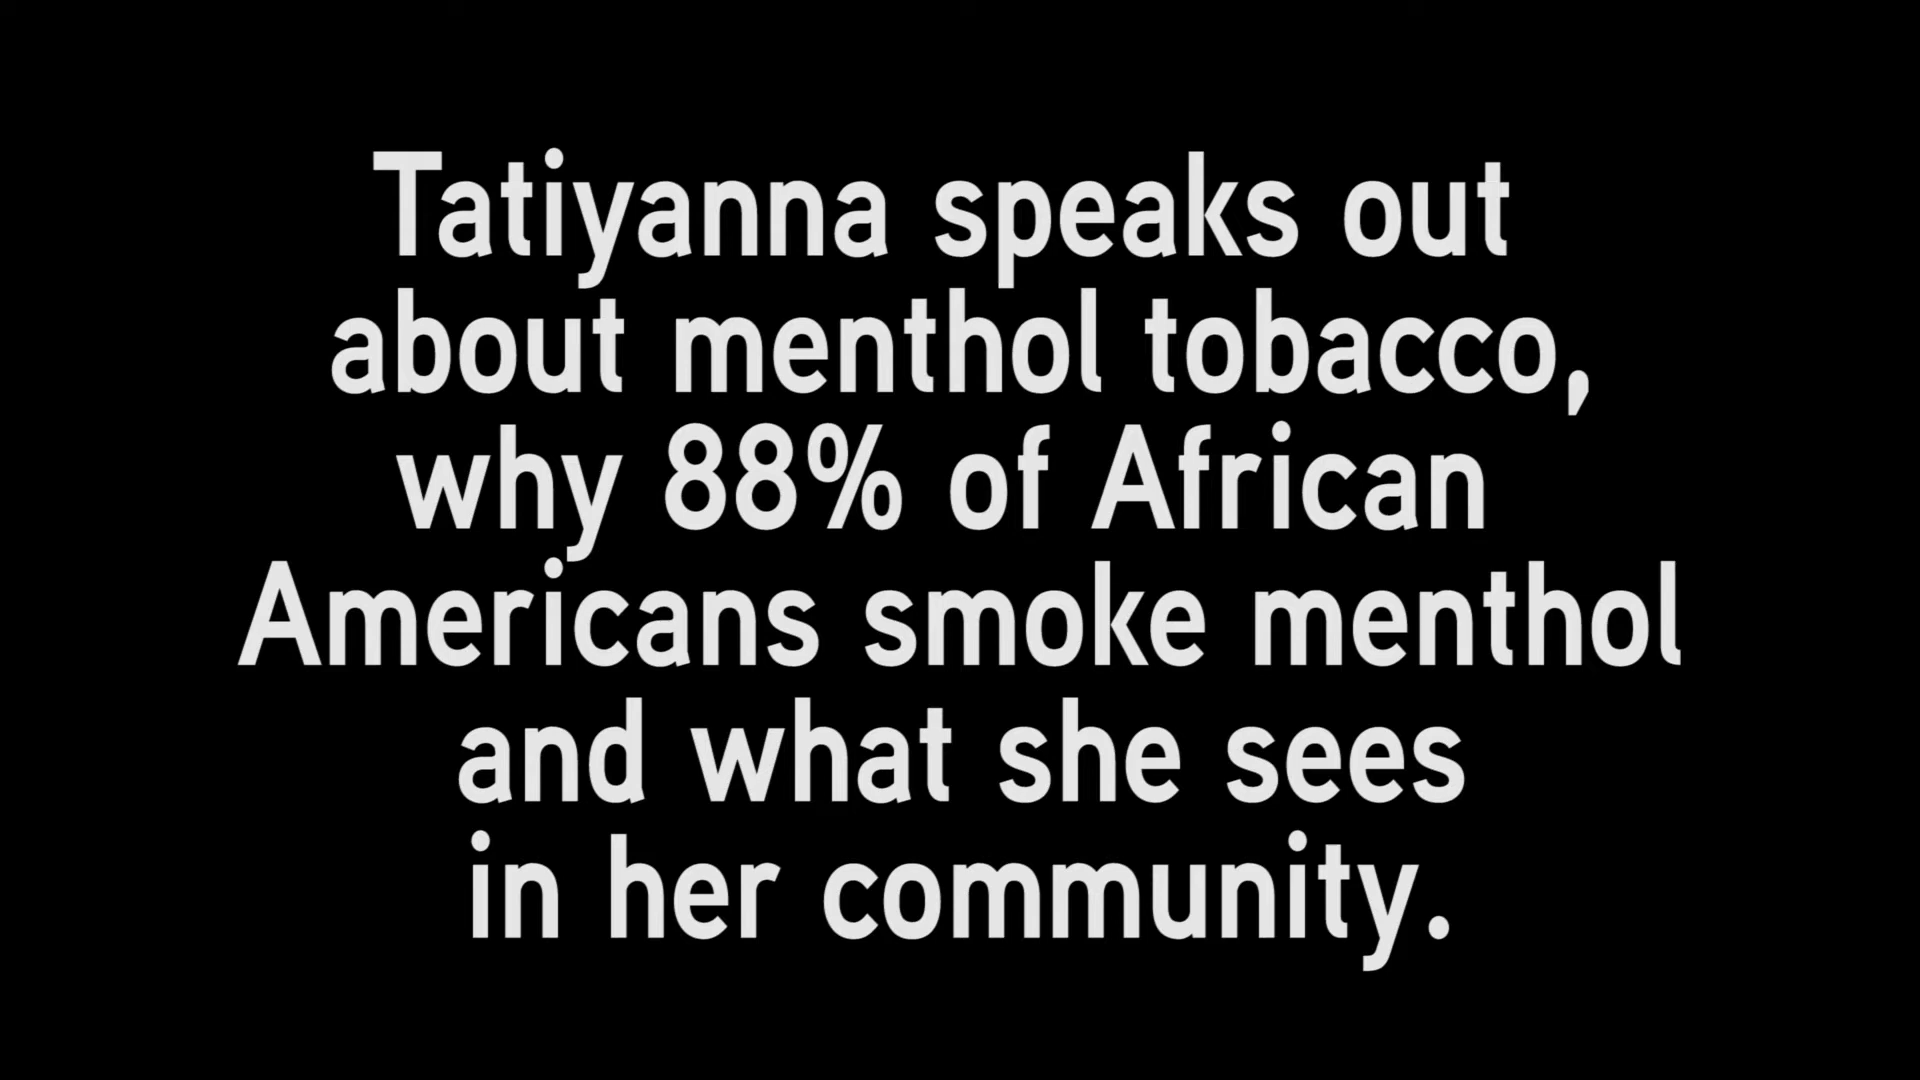 Tatiyanna speaks out
about menthol tobacco,
why 88% of African
Americans smoke menthol
and what she sees
in her community.